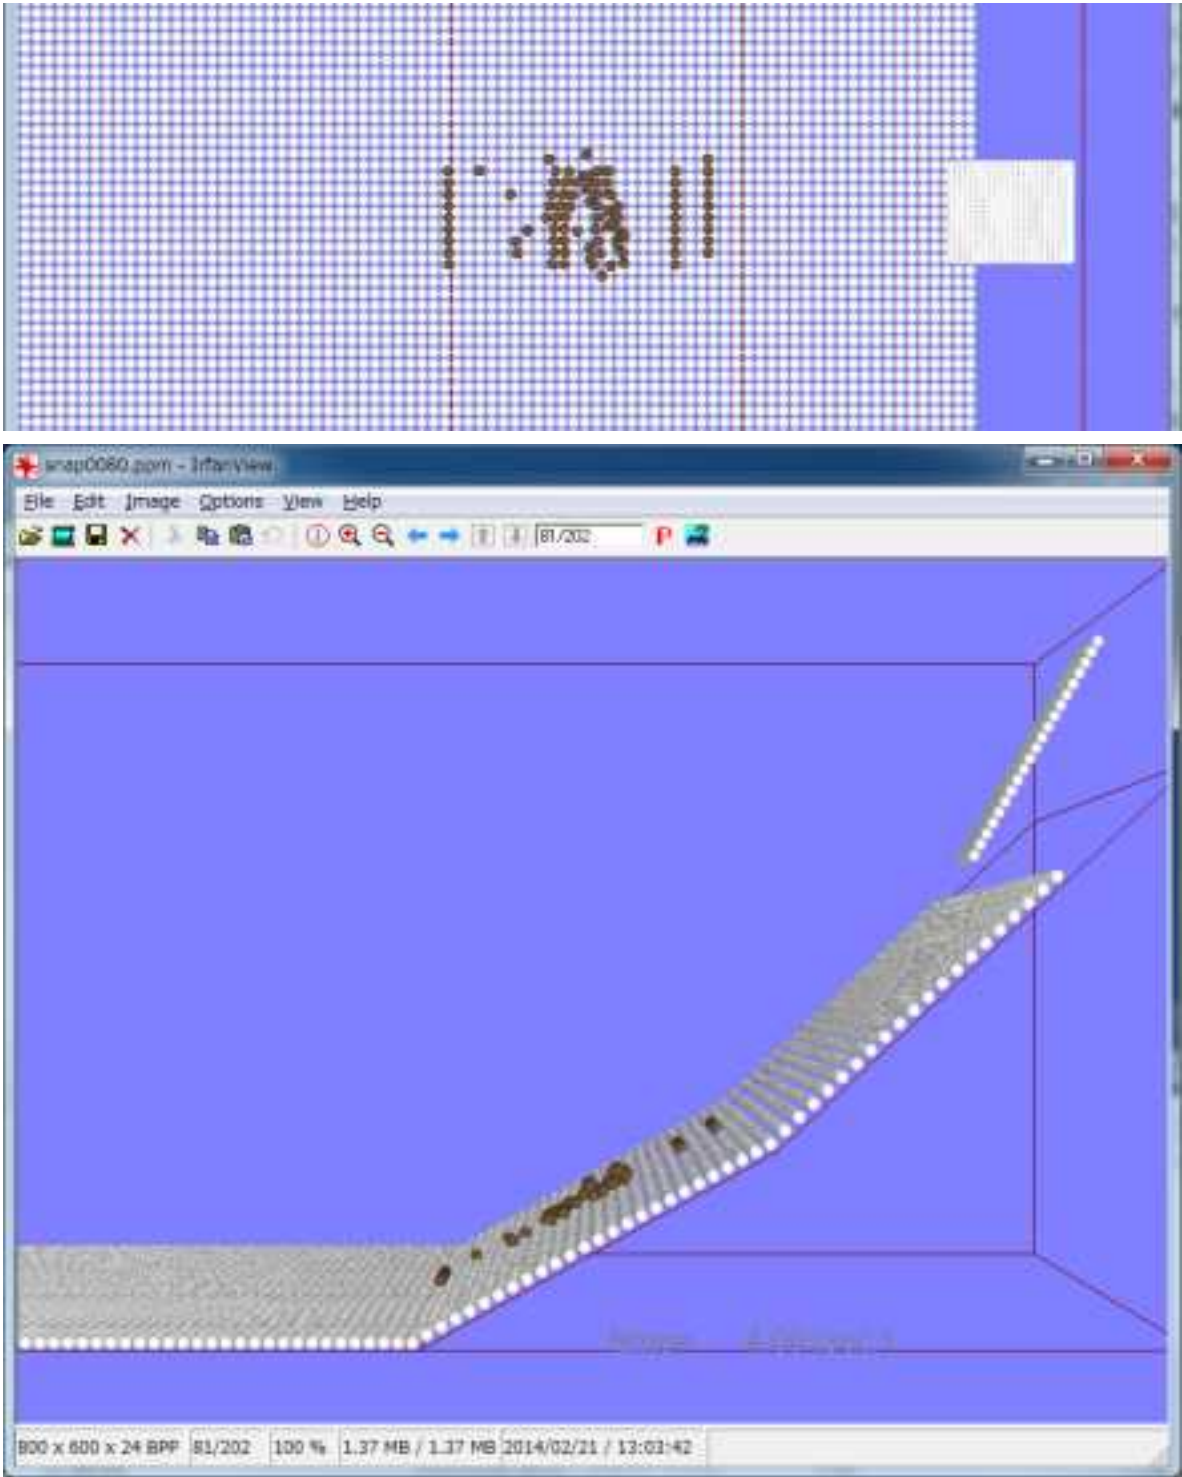 snap0080.ppm - IrfanView
File Edit Image Options View Help
81/202
P
800 x 600 x 24 BPP 81/202 100 % 1.37 MB / 1.37 MB 2014/02/21 / 13:03:42